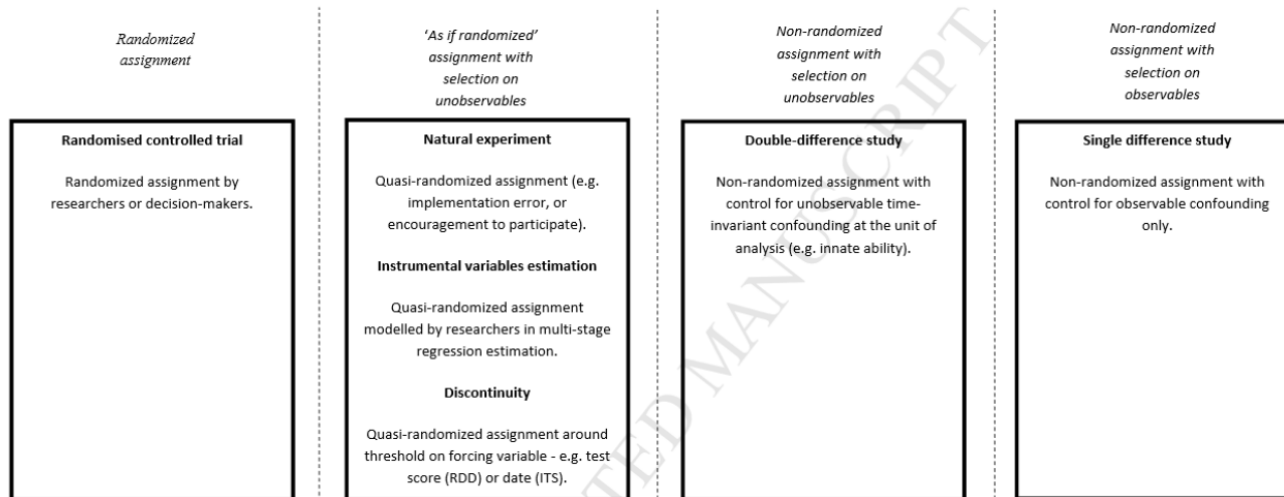 Randomized
assignment
'As if randomized'
assignment with
selection on
unobservables
Non-randomized
assignment with
selection on
unobservables
Non-randomized
assignment with
selection on
observables
Randomised controlled trial
Randomized assignment by
researchers or decision-makers.
Natural experiment
Quasi-randomized assignment (e.g.
implementation error, or
encouragement to participate).
Instrumental variables estimation
Quasi-randomized assignment
modelled by researchers in multi-stage
regression estimation.
Discontinuity
Quasi-randomized assignment around
threshold on forcing variable - e.g. test
score (RDD) or date (ITS).
Double-difference study
Non-randomized assignment with
control for unobservable time-
invariant confounding at the unit of
analysis (e.g. innate ability).
Single difference study
Non-randomized assignment with
control for observable confounding
only.
TED MANUSCRIPT